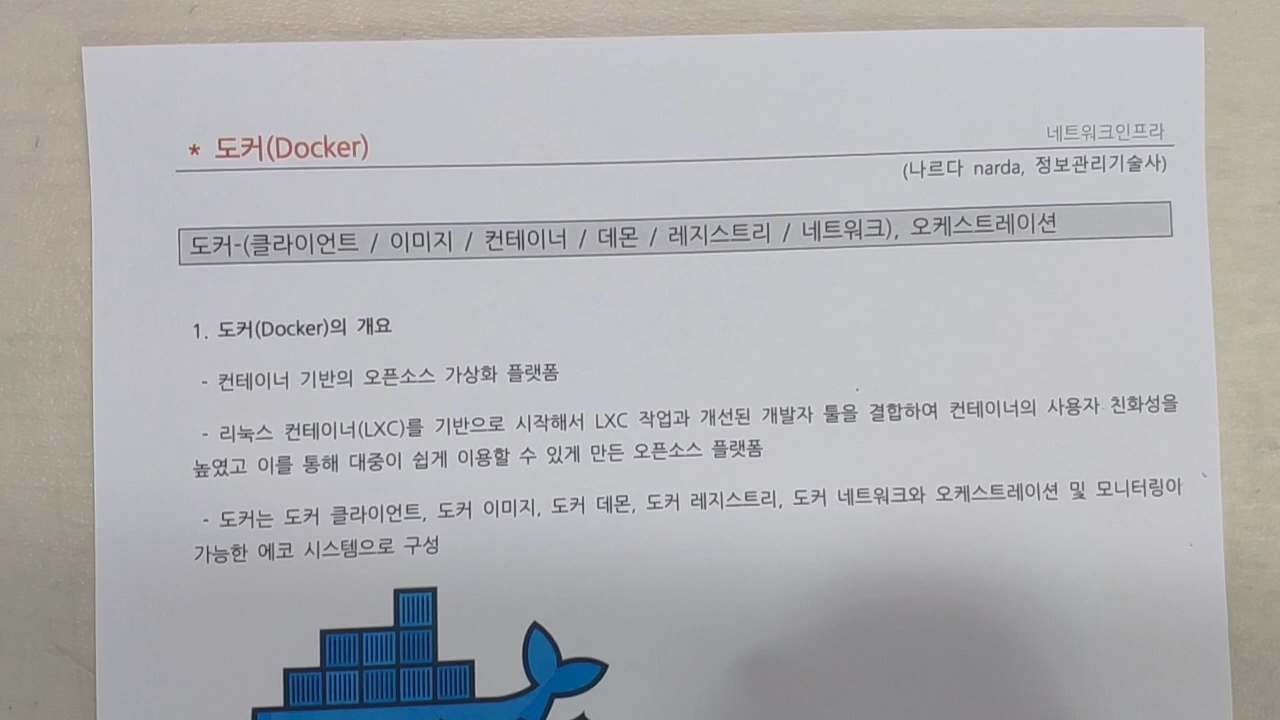 * 도커(Docker)
네트워크인프라
(나르다 narda, 정보관리기술사)
도커-(클라이언트 / 이미지 / 컨테이너 / 데몬 / 레지스트리 / 네트워크), 오케스트레이션
1. 도커(Docker)의 개요
- 컨테이너 기반의 오픈소스 가상화 플랫폼
- 리눅스 컨테이너(LXC)를 기반으로 시작해서 LXC 작업과 개선된 개발자 툴을 결합하여 컨테이너의 사용자 친화성을
높였고 이를 통해 대중이 쉽게 이용할 수 있게 만든 오픈소스 플랫폼
- 도커는 도커 클라이언트, 도커 이미지, 도커 데몬, 도커 레지스트리, 도커 네트워크와 오케스트레이션 및 모니터링아
가능한 에코 시스템으로 구성